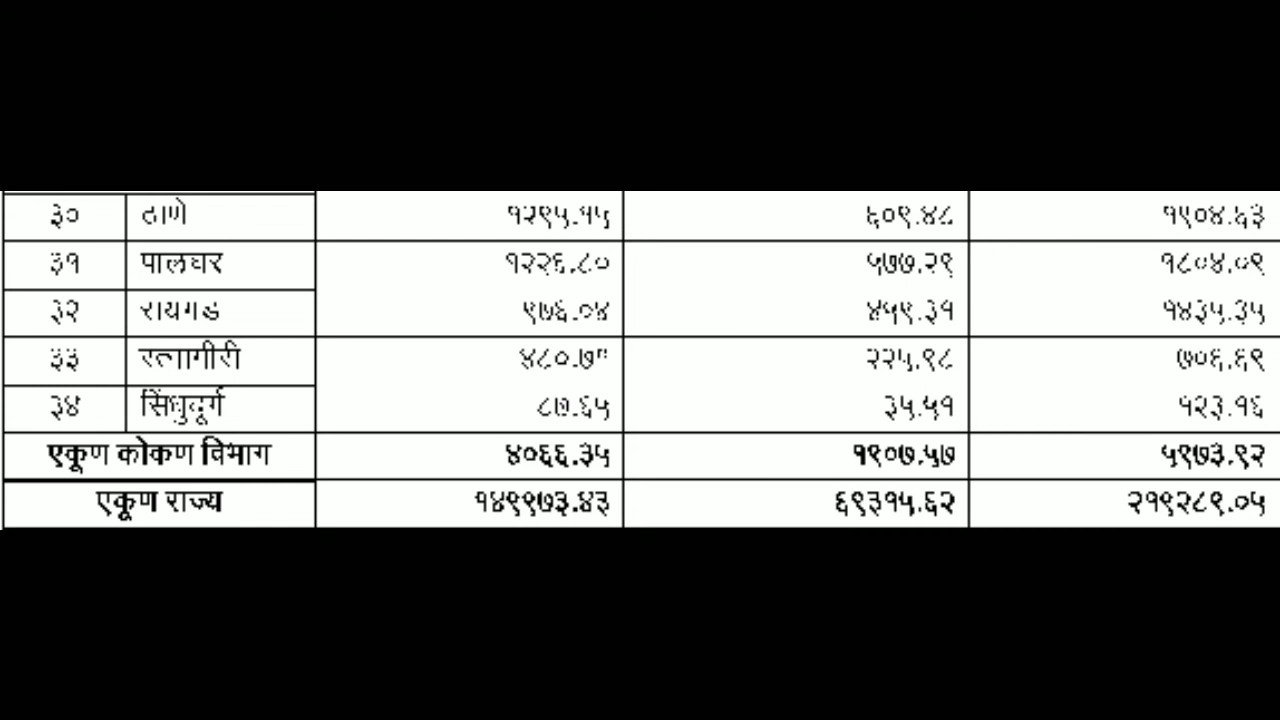 ३० ठाणे १२९५.१५ ६०९.४८ १९०४.६३
३१ पालघर १२२६.८० ५७७.२९ १८०४.०९
३२ रायगड ९७६.०४ ४५९.३१ १४३५.३५
३३ रत्नागीरी ४८०.७१ २२५.९८ ७०६.६९
३४ सिंधुदूर्ग ८७.६५ ३५.५१ १२३.१६
एकूण कोकण विभाग ४०६६.३५ १९०७.५७ ५९७३.९२
एकूण राज्य १४९९७३.४३ ६९३१५.६२ २१९२८९.०५